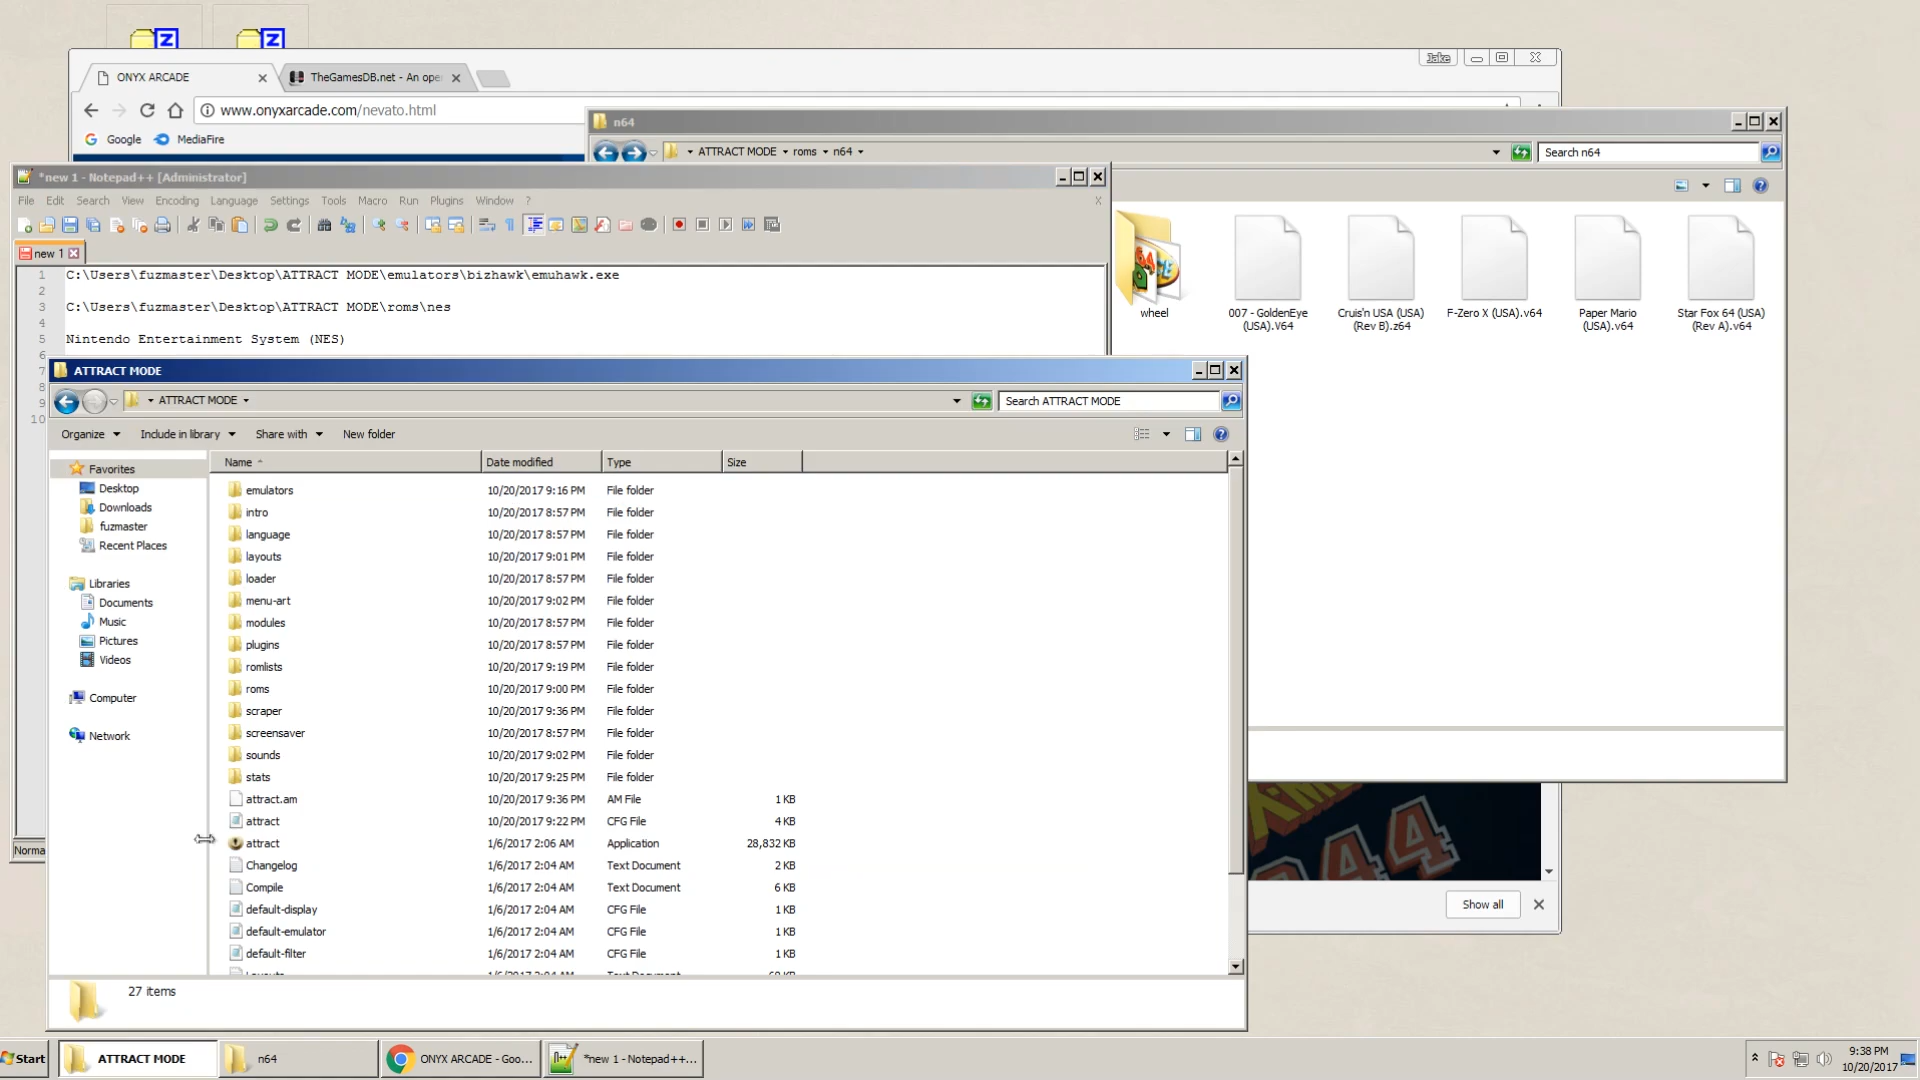 ONYX ARCADE
TheGamesDB.net - An ope
Jake
www.onyxarcade.com/nevato.html
Google
MediaFire
n64
ATTRACT MODE
roms
n64
Search n64
*new 1 - Notepad++ [Administrator]
File Edit Search View Encoding Language Settings Tools Macro Run Plugins Window ?
X
new 1
1 C:\Users\fuzmaster\Desktop\ATTRACT MODE\emulators\bizhawk\emuhawk.exe
2
3 C:\Users\fuzmaster\Desktop\ATTRACT MODE\roms\nes
4
5 Nintendo Entertainment System (NES)
6
7
8
9
10
wheel
007 - GoldenEye (USA).V64
Cruis'n USA (USA) (Rev B).z64
F-Zero X (USA).v64
Paper Mario (USA).v64
Star Fox 64 (USA) (Rev A).v64
ATTRACT MODE
ATTRACT MODE
Search ATTRACT MODE
Organize Include in library Share with New folder
Name Date modified Type Size
Favorites
Desktop
Downloads
fuzmaster
Recent Places
Libraries
Documents
Music
Pictures
Videos
Computer
Network
emulators 10/20/2017 9:16 PM File folder
intro 10/20/2017 8:57 PM File folder
language 10/20/2017 8:57 PM File folder
layouts 10/20/2017 9:01 PM File folder
loader 10/20/2017 8:57 PM File folder
menu-art 10/20/2017 9:02 PM File folder
modules 10/20/2017 8:57 PM File folder
plugins 10/20/2017 8:57 PM File folder
romlists 10/20/2017 9:19 PM File folder
roms 10/20/2017 9:00 PM File folder
scraper 10/20/2017 9:36 PM File folder
screensaver 10/20/2017 8:57 PM File folder
sounds 10/20/2017 9:02 PM File folder
stats 10/20/2017 9:25 PM File folder
attract.am 10/20/2017 9:36 PM AM File 1 KB
attract 10/20/2017 9:22 PM CFG File 4 KB
attract 1/6/2017 2:06 AM Application 28,832 KB
Changelog 1/6/2017 2:04 AM Text Document 2 KB
Compile 1/6/2017 2:04 AM Text Document 6 KB
default-display 1/6/2017 2:04 AM CFG File 1 KB
default-emulator 1/6/2017 2:04 AM CFG File 1 KB
default-filter 1/6/2017 2:04 AM CFG File 1 KB
27 items
Norma
Show all
Start
ATTRACT MODE
n64
ONYX ARCADE - Goo...
*new 1 - Notepad++...
9:38 PM
10/20/2017